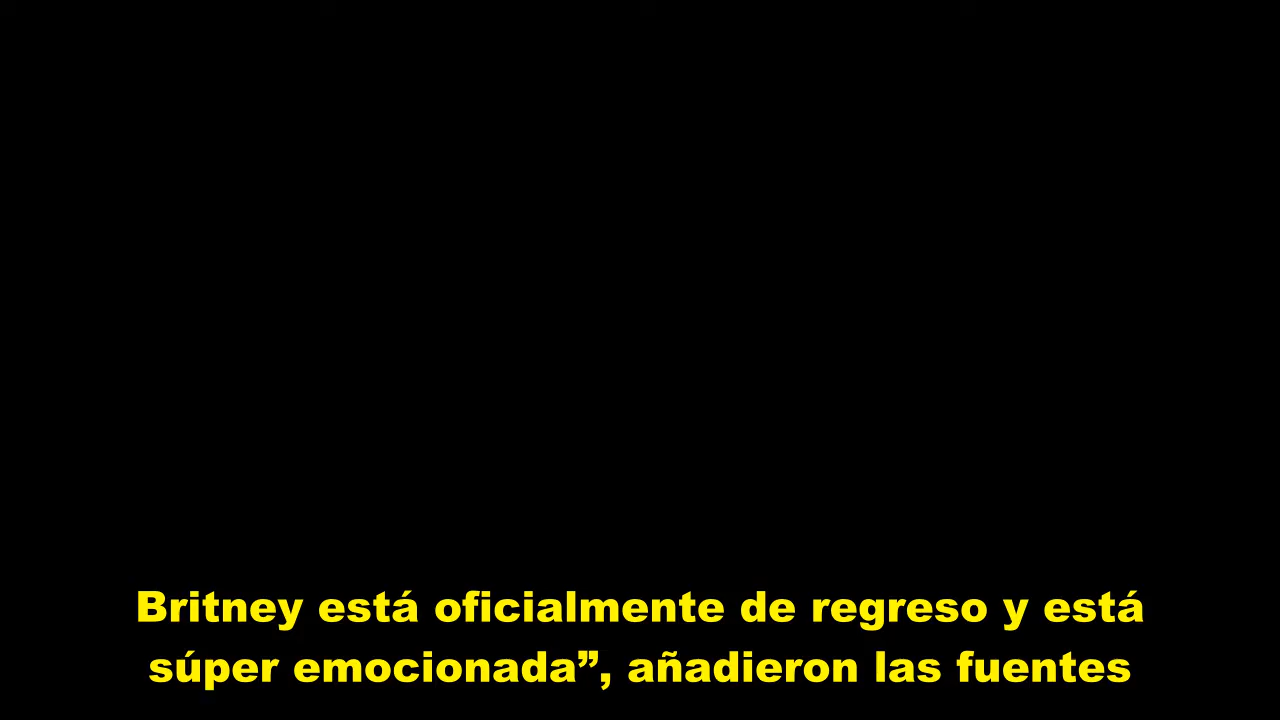 Britney está oficialmente de regreso y está
súper emocionada”, añadieron las fuentes